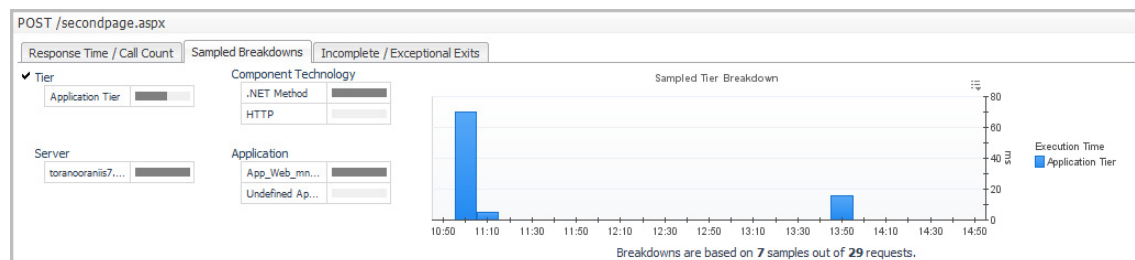 POST /secondpage.aspx
Response Time / Call Count
Sampled Breakdowns
Incomplete / Exceptional Exits
Tier
Application Tier
Component Technology
.NET Method
HTTP
Server
toranooraniis7....
Application
App_Web_mn...
Undefined Ap...
Sampled Tier Breakdown
80
60
40
20
0
ms
10:50 11:10 11:30 11:50 12:10 12:30 12:50 13:10 13:30 13:50 14:10 14:30 14:50
Execution Time
Application Tier
Breakdowns are based on 7 samples out of 29 requests.